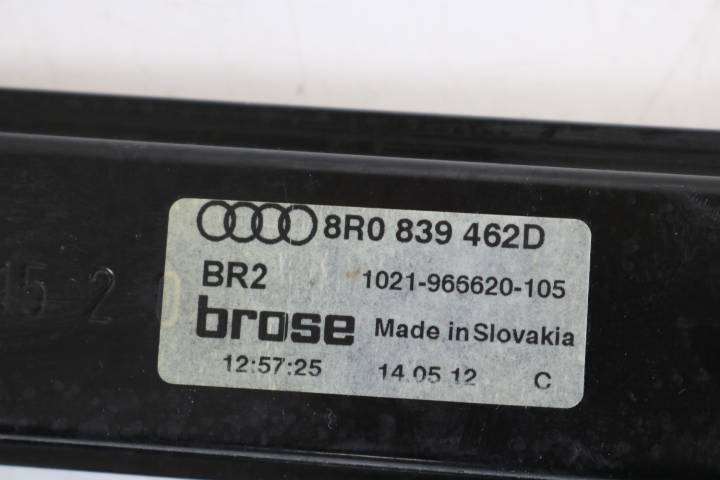 8R0 839 462D
BR2 1021-966620-105
brose Made in Slovakia
12:57:25 14.05.12 C